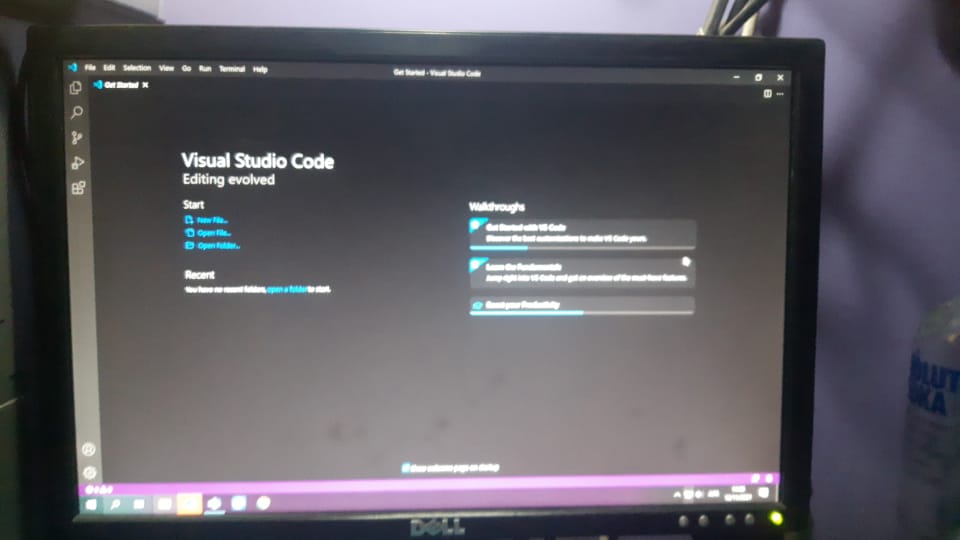 File Edit Selection View Go Run Terminal Help
Get Started - Visual Studio Code
Get Started
Visual Studio Code
Editing evolved
Start
New File...
Open File...
Open Folder...
Recent
You have no recent folders, open a folder to start.
Walkthroughs
Get Started with VS Code
Discover the best customizations to make VS Code yours.
Learn the Fundamentals
Jump right into VS Code and get an overview of the must-have features.
Boost your Productivity
Show welcome page on startup
DELL
OLUT